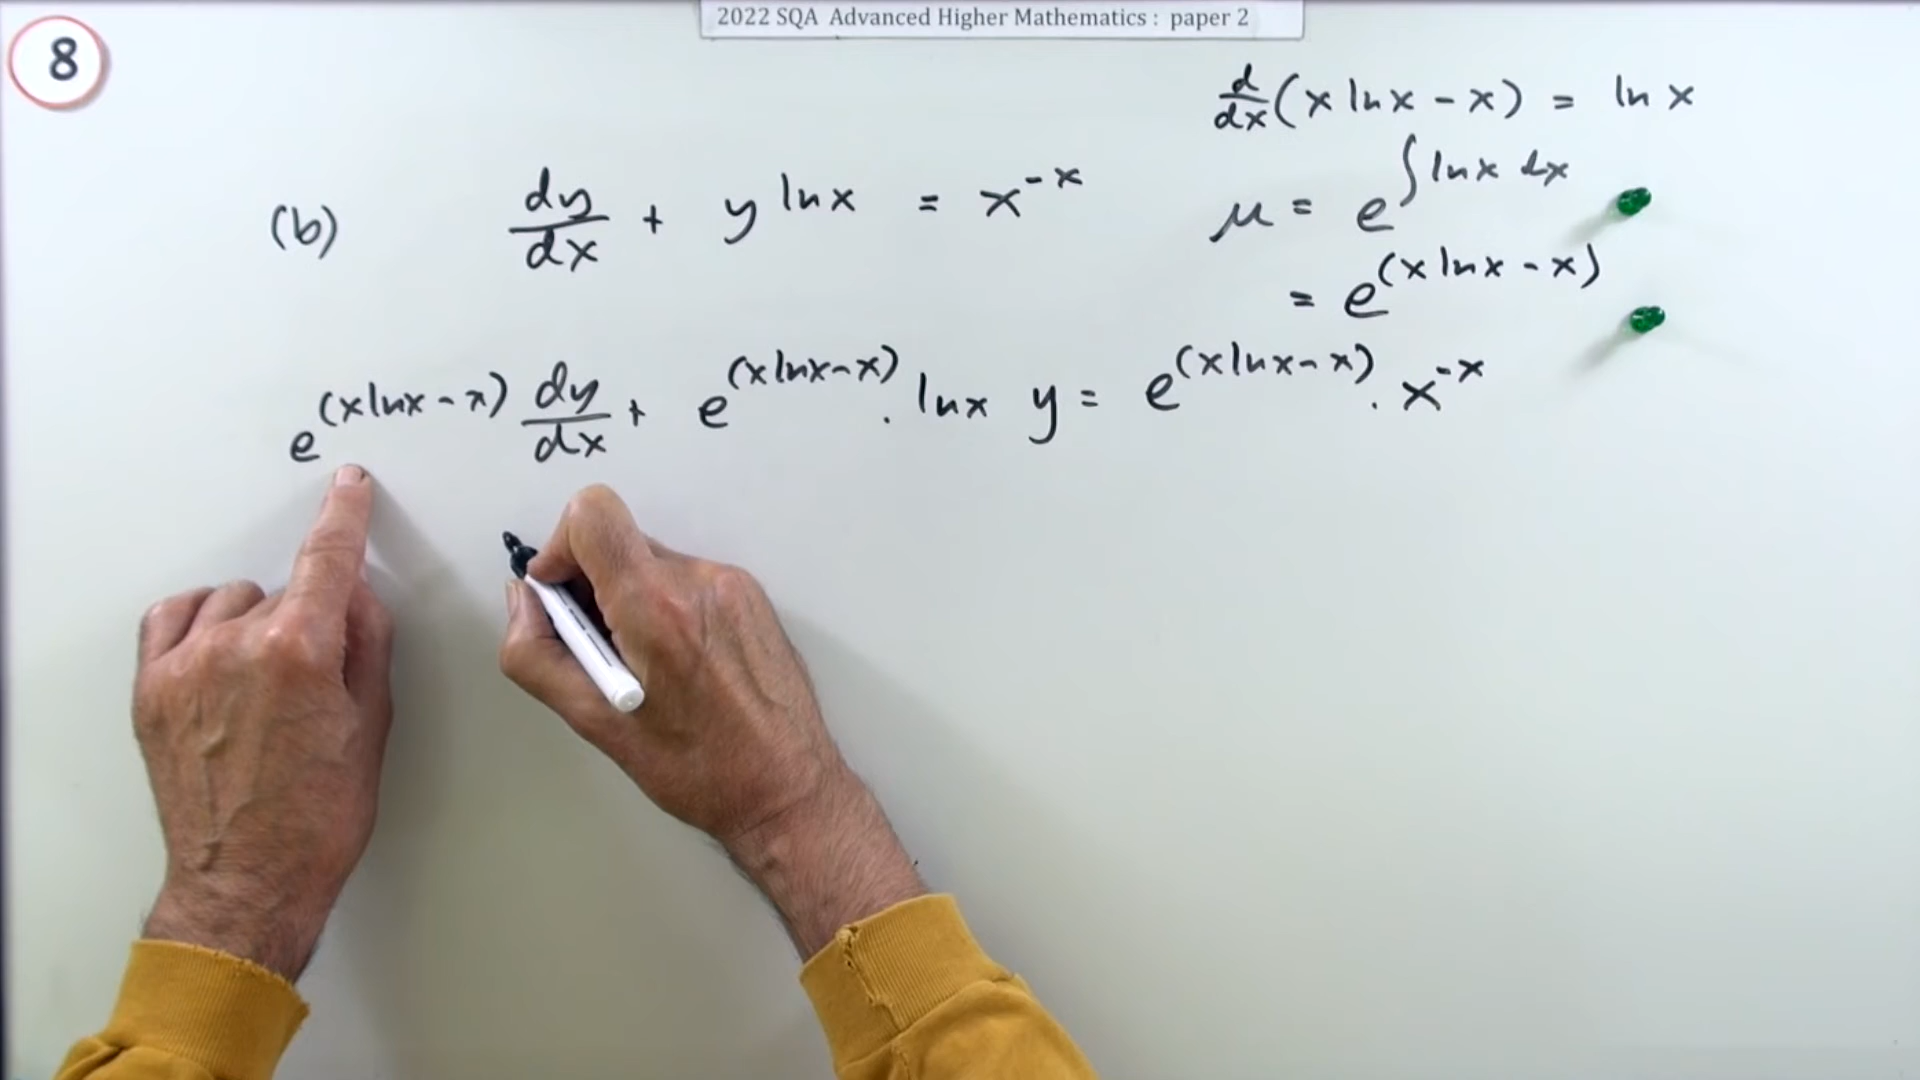 2022 SQA Advanced Higher Mathematics : paper 2
8
d/dx (x ln x - x) = ln x
(b) dy/dx + y ln x = x^{-x}
μ = e^{∫ ln x dx}
= e^{(x ln x - x)}
e^{(x ln x - x)} dy/dx + e^{(x ln x - x)} . ln x y = e^{(x ln x - x)} . x^{-x}